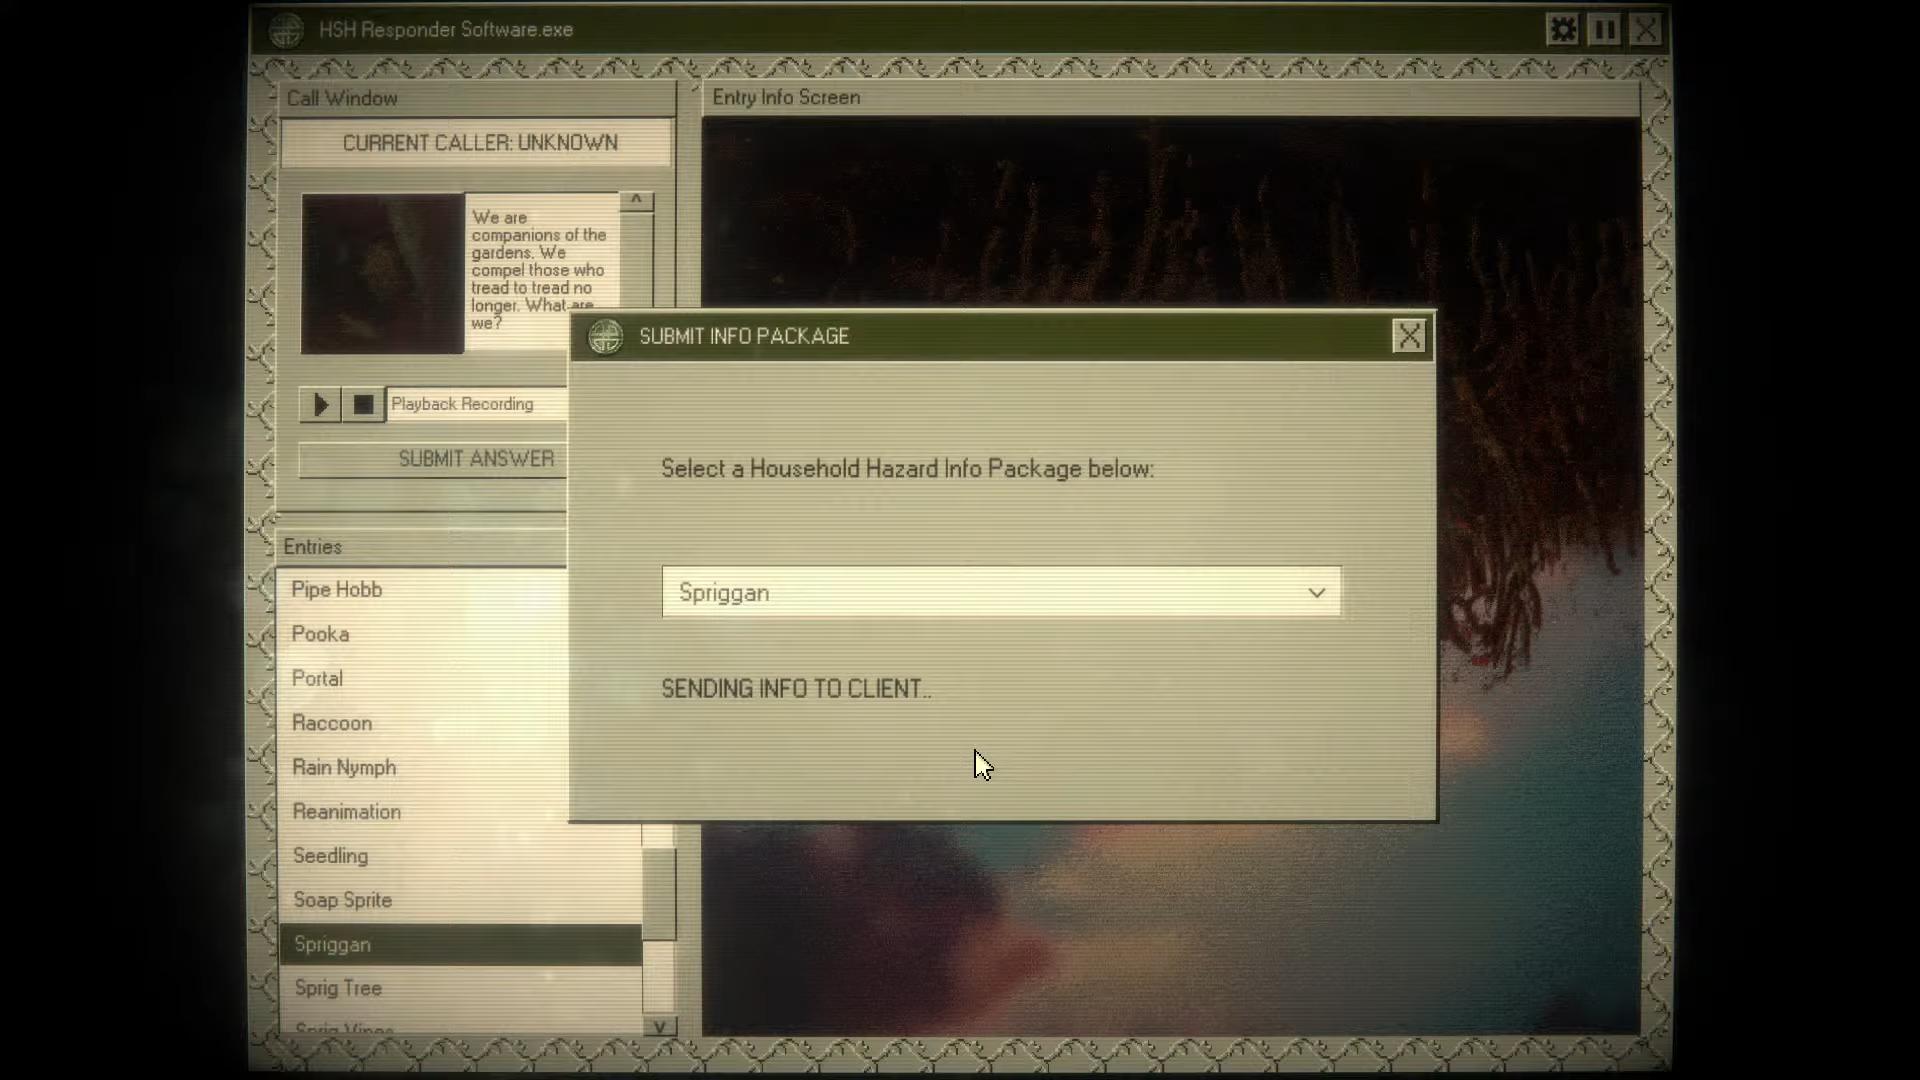 HSH Responder Software.exe
Call Window
CURRENT CALLER: UNKNOWN
We are
companions of the
gardens. We
compel those who
tread to tread no
longer. What are
we?
Playback Recording
SUBMIT ANSWER
Entries
Pipe Hobb
Pooka
Portal
Raccoon
Rain Nymph
Reanimation
Seedling
Soap Sprite
Spriggan
Sprig Tree
Sprig Vines
Entry Info Screen
SUBMIT INFO PACKAGE
Select a Household Hazard Info Package below:
Spriggan
SENDING INFO TO CLIENT..